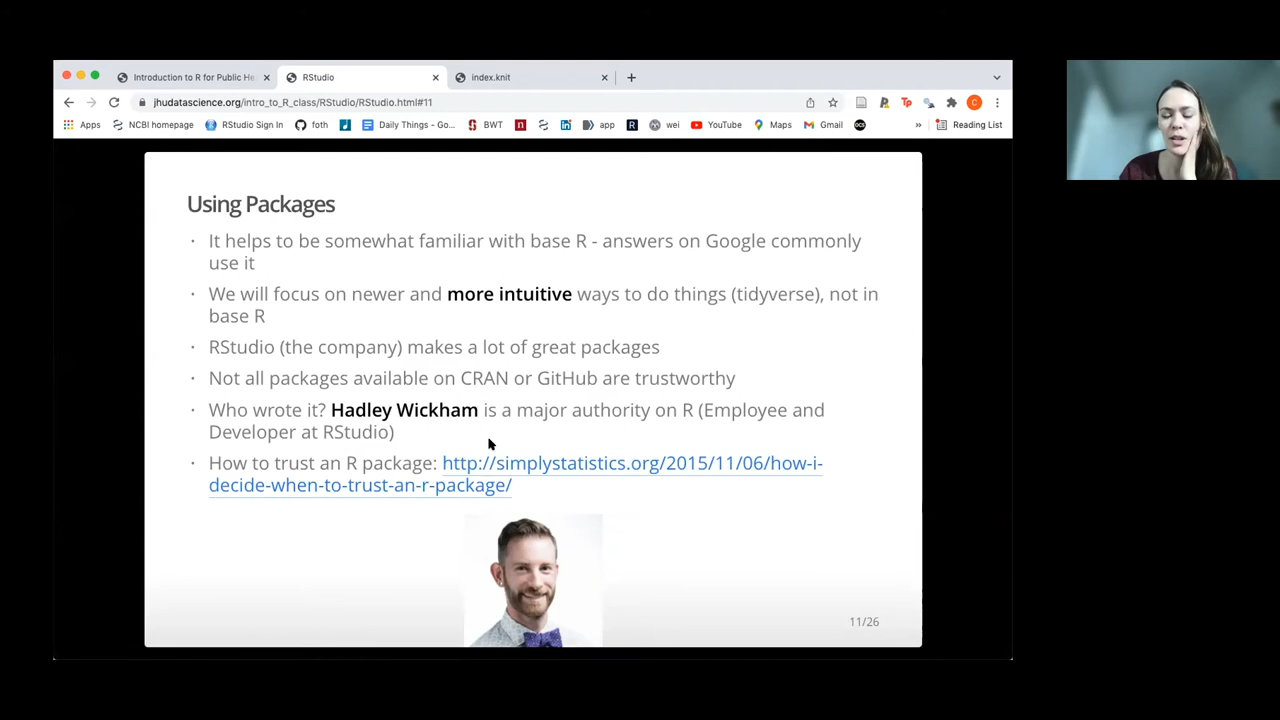 Introduction to R for Public He
RStudio
index.knit
jhudatascience.org/intro_to_R_class/RStudio/RStudio.html#11
Apps NCBI homepage RStudio Sign In foth Daily Things - Go... BWT app R wei YouTube Maps Gmail » Reading List
Using Packages
· It helps to be somewhat familiar with base R - answers on Google commonly
use it
· We will focus on newer and more intuitive ways to do things (tidyverse), not in
base R
· RStudio (the company) makes a lot of great packages
· Not all packages available on CRAN or GitHub are trustworthy
· Who wrote it? Hadley Wickham is a major authority on R (Employee and
Developer at RStudio)
· How to trust an R package: http://simplystatistics.org/2015/11/06/how-i-
decide-when-to-trust-an-r-package/
11/26